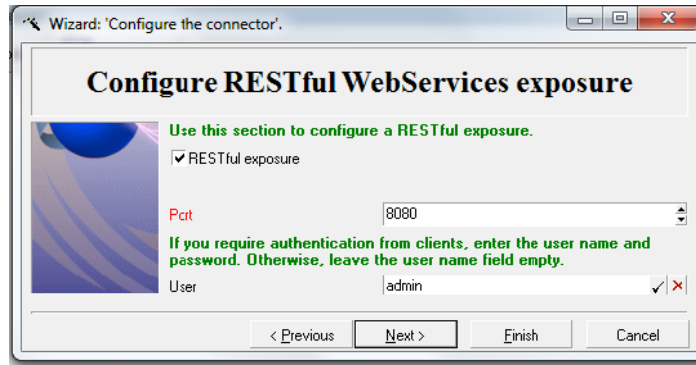 Wizard: 'Configure the connector'.
Configure RESTful WebServices exposure
Use this section to configure a RESTful exposure.
RESTful exposure
Port
8080
If you require authentication from clients, enter the user name and
password. Otherwise, leave the user name field empty.
User
admin
< Previous
Next >
Finish
Cancel